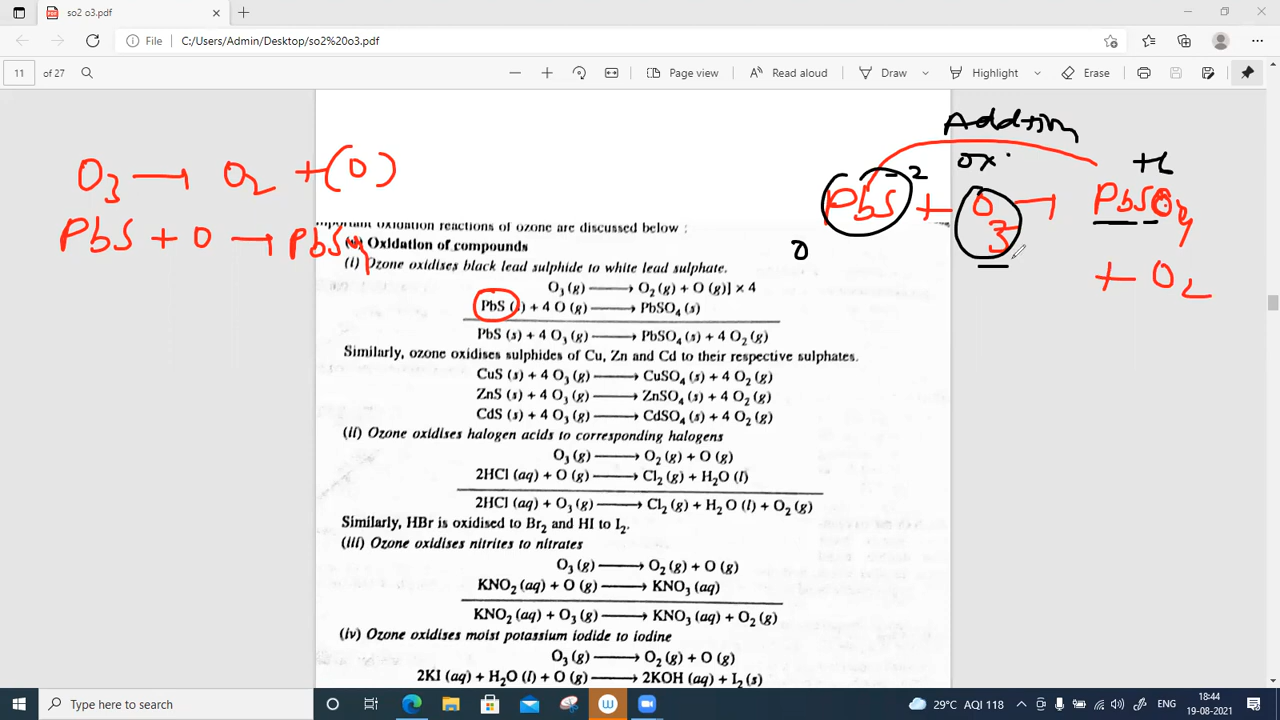 so2 o3.pdf
File C:/Users/Admin/Desktop/so2%20o3.pdf
11 of 27 Page view Read aloud Draw Highlight Erase
Addtion
ox.
+6
O3 → O2 + (O)
PbS -2 + O3 → PbSO4
+ O2
PbS + O → PbSO4
0
important oxidation reactions of ozone are discussed below :
Oxidation of compounds
(i) Ozone oxidises black lead sulphide to white lead sulphate.
O₃ (g) ⟶ O₂ (g) + O (g)] × 4
PbS ( ) + 4 O (g) ⟶ PbSO₄ (s)
PbS (s) + 4 O₃ (g) ⟶ PbSO₄ (s) + 4 O₂ (g)
Similarly, ozone oxidises sulphides of Cu, Zn and Cd to their respective sulphates.
CuS (s) + 4 O₃ (g) ⟶ CuSO₄ (s) + 4 O₂ (g)
ZnS (s) + 4 O₃ (g) ⟶ ZnSO₄ (s) + 4 O₂ (g)
CdS (s) + 4 O₃ (g) ⟶ CdSO₄ (s) + 4 O₂ (g)
(ii) Ozone oxidises halogen acids to corresponding halogens
O₃ (g) ⟶ O₂ (g) + O (g)
2HCl (aq) + O (g) ⟶ Cl₂ (g) + H₂O (l)
2HCl (aq) + O₃ (g) ⟶ Cl₂ (g) + H₂O (l) + O₂ (g)
Similarly, HBr is oxidised to Br₂ and HI to I₂.
(iii) Ozone oxidises nitrites to nitrates
O₃ (g) ⟶ O₂ (g) + O (g)
KNO₂ (aq) + O (g) ⟶ KNO₃ (aq)
KNO₂ (aq) + O₃ (g) ⟶ KNO₃ (aq) + O₂ (g)
(iv) Ozone oxidises moist potassium iodide to iodine
O₃ (g) ⟶ O₂ (g) + O (g)
2KI (aq) + H₂O (l) + O (g) ⟶ 2KOH (aq) + I₂ (s)
29°C AQI 118 ENG 18:44
19-08-2021